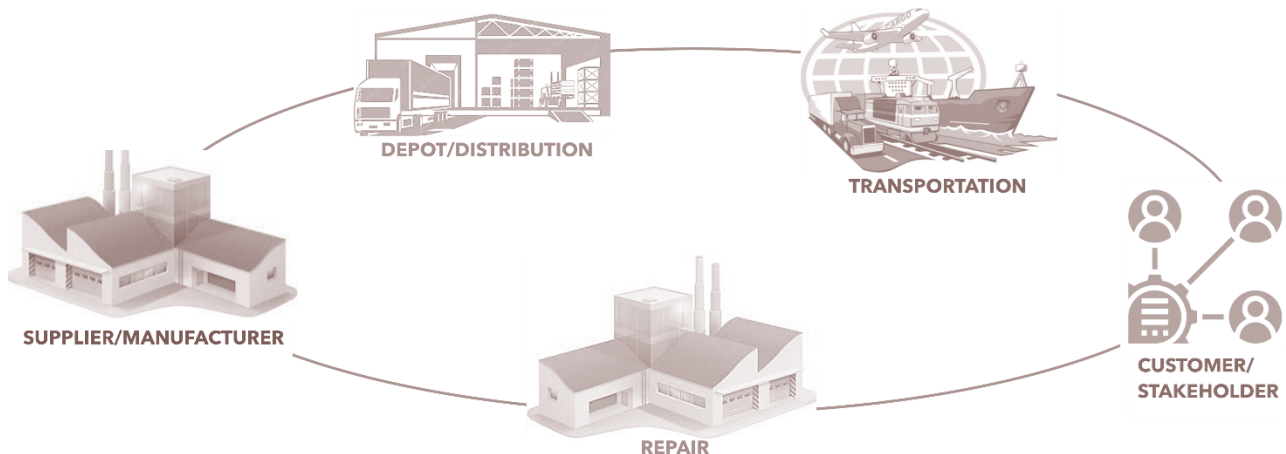 DEPOT/DISTRIBUTION
TRANSPORTATION
SUPPLIER/MANUFACTURER
CUSTOMER/
STAKEHOLDER
REPAIR